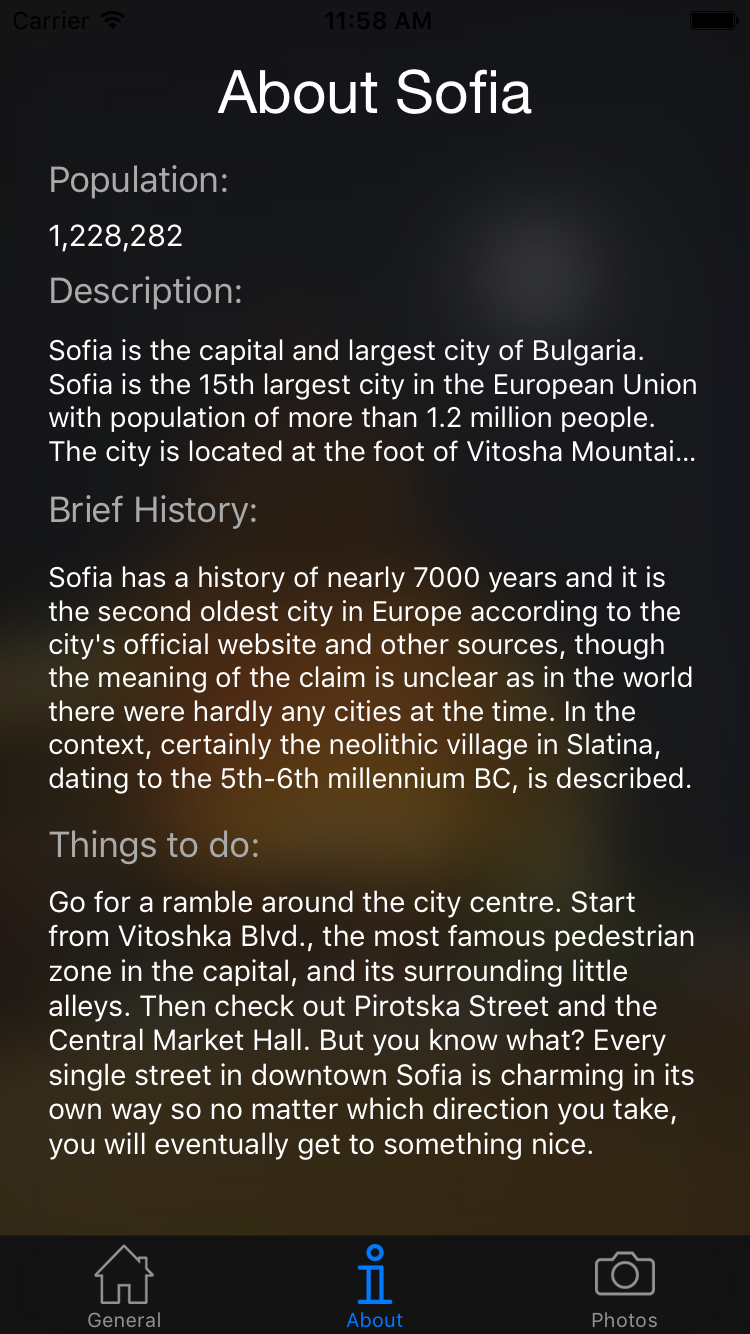 Carrier 11:58 AM
About Sofia
Population:
1,228,282
Description:
Sofia is the capital and largest city of Bulgaria.
Sofia is the 15th largest city in the European Union
with population of more than 1.2 million people.
The city is located at the foot of Vitosha Mountai...
Brief History:
Sofia has a history of nearly 7000 years and it is
the second oldest city in Europe according to the
city's official website and other sources, though
the meaning of the claim is unclear as in the world
there were hardly any cities at the time. In the
context, certainly the neolithic village in Slatina,
dating to the 5th-6th millennium BC, is described.
Things to do:
Go for a ramble around the city centre. Start
from Vitoshka Blvd., the most famous pedestrian
zone in the capital, and its surrounding little
alleys. Then check out Pirotska Street and the
Central Market Hall. But you know what? Every
single street in downtown Sofia is charming in its
own way so no matter which direction you take,
you will eventually get to something nice.
General About Photos